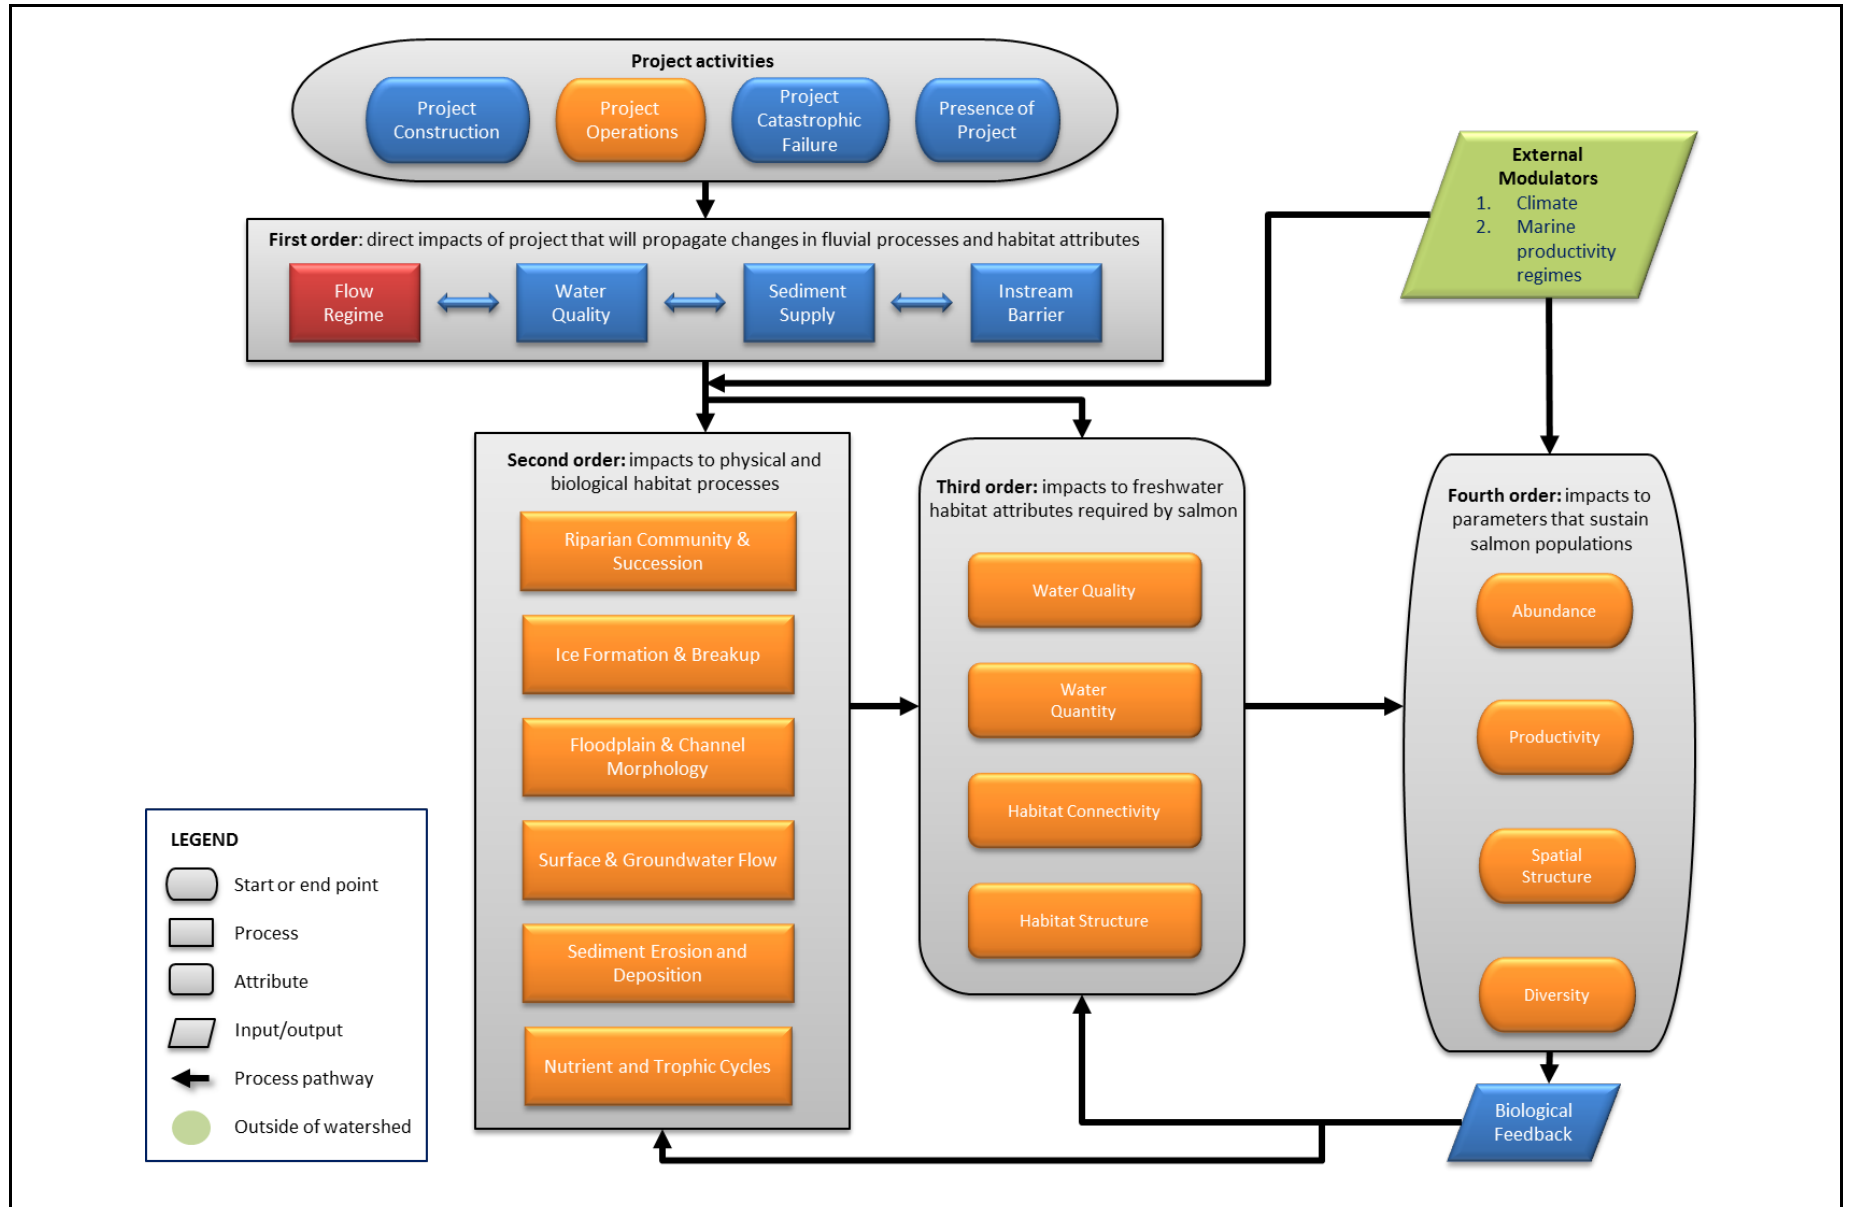 Project activities
Project
Construction
Project
Operations
Project
Catastrophic
Failure
Presence of
Project
External
Modulators
1. Climate
2. Marine
productivity
regimes
First order: direct impacts of project that will propagate changes in fluvial processes and habitat attributes
Flow
Regime
Water
Quality
Sediment
Supply
Instream
Barrier
Second order: impacts to physical and
biological habitat processes
Riparian Community &
Succession
Ice Formation & Breakup
Floodplain & Channel
Morphology
Surface & Groundwater Flow
Sediment Erosion and
Deposition
Nutrient and Trophic Cycles
Third order: impacts to freshwater
habitat attributes required by salmon
Water Quality
Water
Quantity
Habitat Connectivity
Habitat Structure
Fourth order: impacts to
parameters that sustain
salmon populations
Abundance
Productivity
Spatial
Structure
Diversity
Biological
Feedback
LEGEND
Start or end point
Process
Attribute
Input/output
Process pathway
Outside of watershed